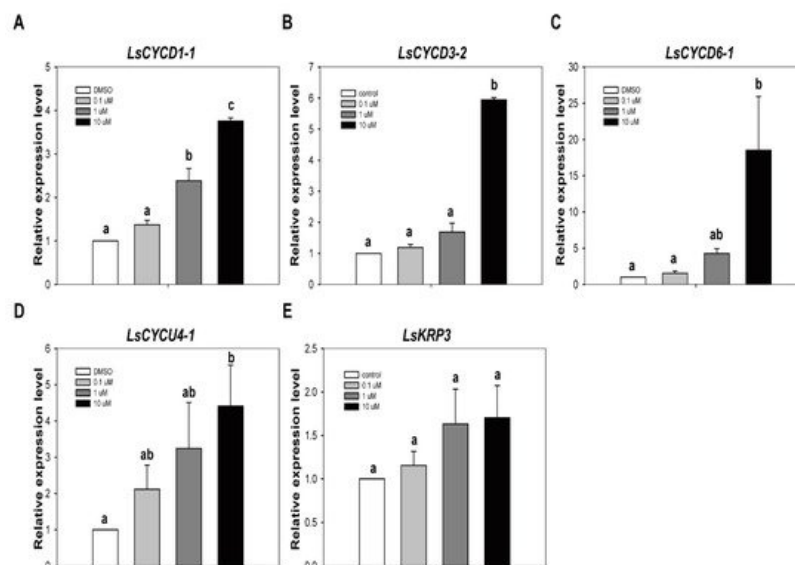 A
LsCYCD1-1
Relative expression level
5
4
3
2
1
0
DMSO
0.1 uM
1 uM
10 uM
a
a
b
c
B
LsCYCD3-2
Relative expression level
7
6
5
4
3
2
1
0
control
0.1 uM
1 uM
10 uM
a
a
a
b
C
LsCYCD6-1
Relative expression level
30
25
20
15
10
5
0
DMSO
0.1 uM
1 uM
10 uM
a
a
ab
b
D
LsCYCU4-1
Relative expression level
6
5
4
3
2
1
0
DMSO
0.1 uM
1 uM
10 uM
a
ab
ab
b
E
LsKRP3
Relative expression level
2.5
2.0
1.5
1.0
0.5
0.0
control
0.1 uM
1 uM
10 uM
a
a
a
a